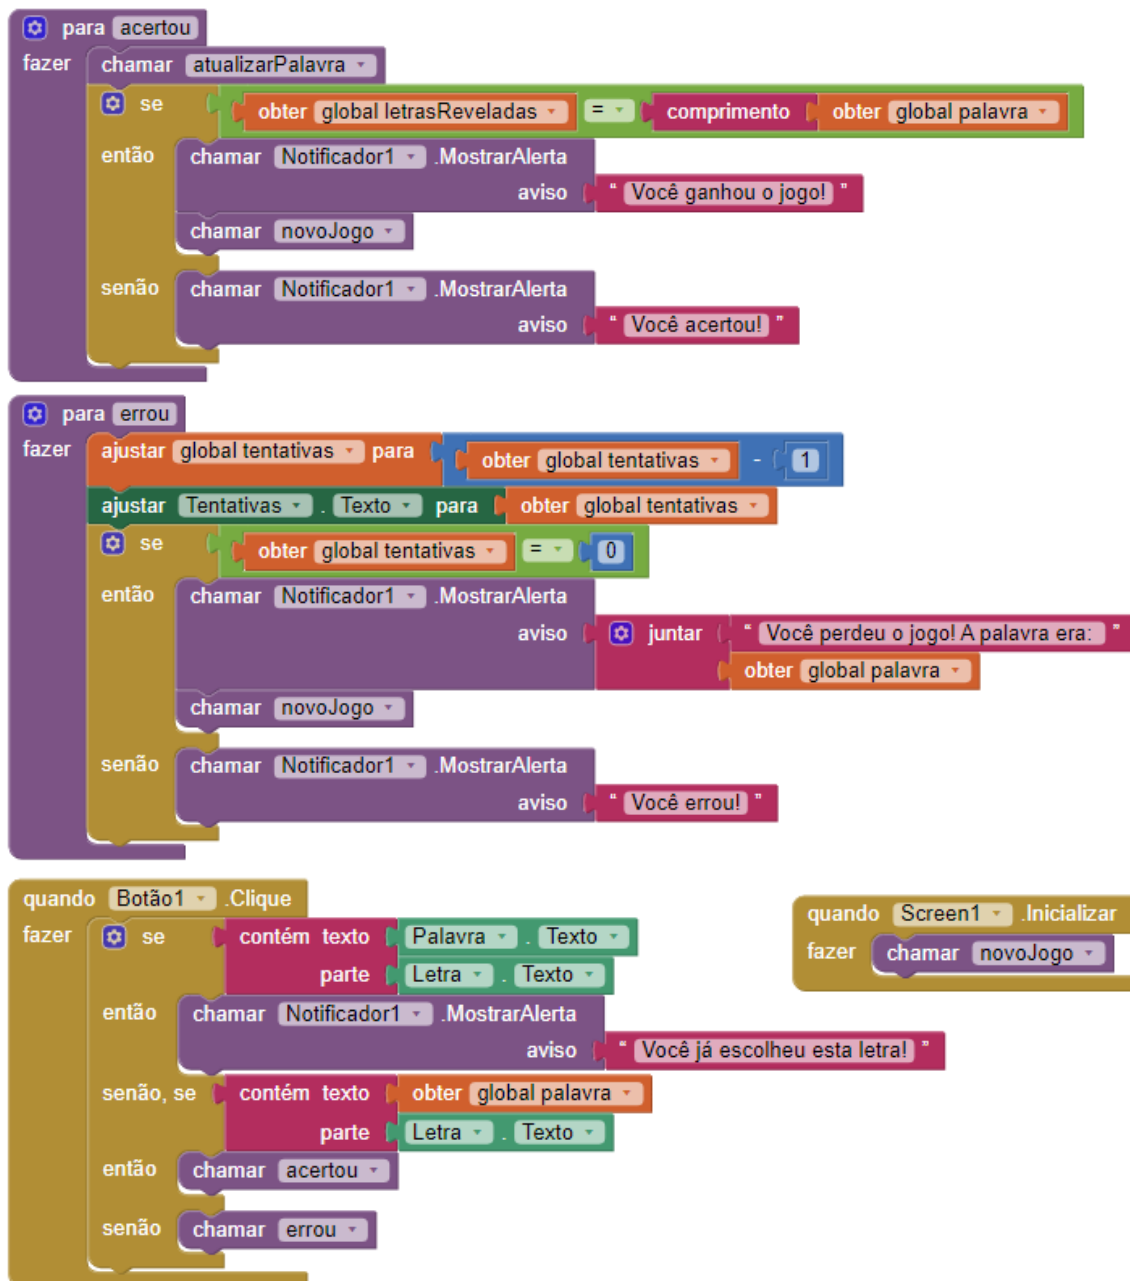 para acertou
fazer chamar atualizarPalavra
se obter global letrasReveladas = comprimento obter global palavra
então chamar Notificador1 .MostrarAlerta
aviso “ Você ganhou o jogo! ”
chamar novoJogo
senão chamar Notificador1 .MostrarAlerta
aviso “ Você acertou! ”
para errou
fazer ajustar global tentativas para obter global tentativas - 1
ajustar Tentativas . Texto para obter global tentativas
se obter global tentativas = 0
então chamar Notificador1 .MostrarAlerta
aviso juntar “ Você perdeu o jogo! A palavra era: ”
obter global palavra
chamar novoJogo
senão chamar Notificador1 .MostrarAlerta
aviso “ Você errou! ”
quando Botão1 .Clique
fazer se contém texto Palavra . Texto
parte Letra . Texto
então chamar Notificador1 .MostrarAlerta
aviso “ Você já escolheu esta letra! ”
senão, se contém texto obter global palavra
parte Letra . Texto
então chamar acertou
senão chamar errou
quando Screen1 .Inicializar
fazer chamar novoJogo